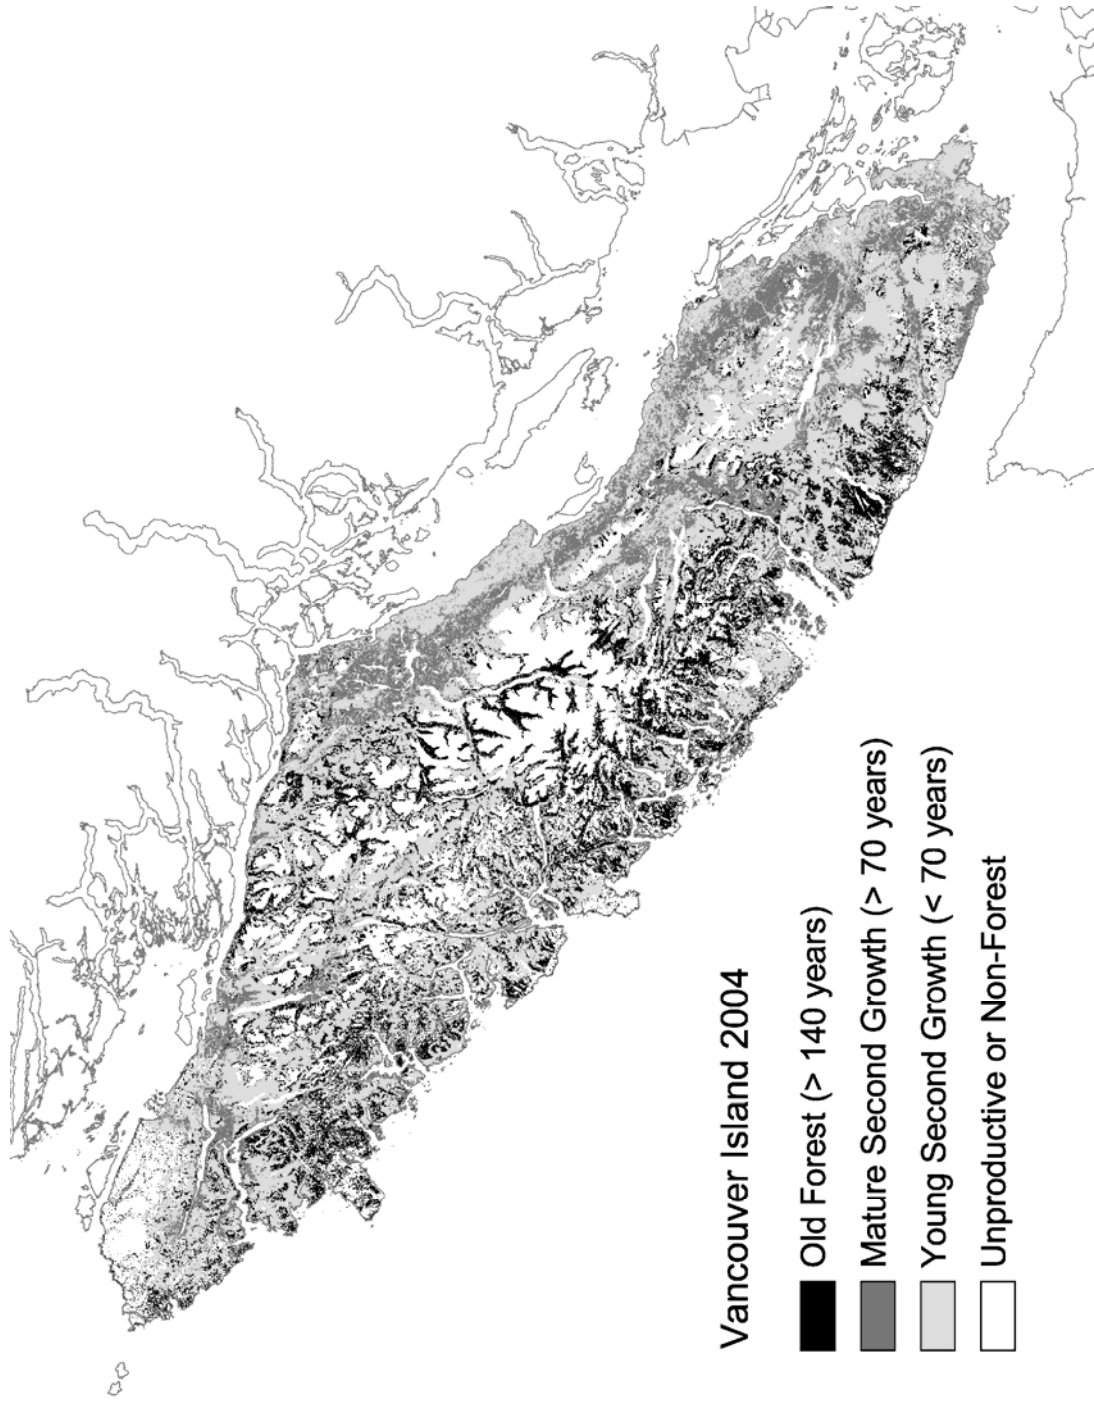 Vancouver Island 2004
Old Forest (> 140 years)
Mature Second Growth (> 70 years)
Young Second Growth (< 70 years)
Unproductive or Non-Forest